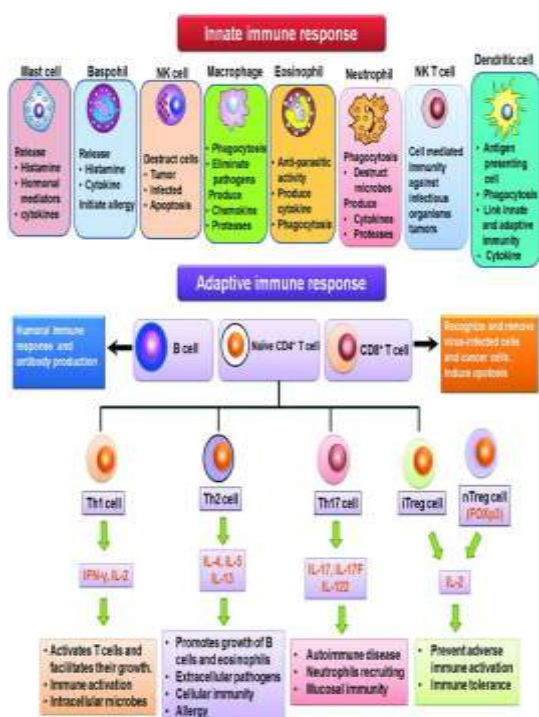 Innate immune response
Mast cell
Release
• Histamine
• Hormonal
mediators
• cytokines
Baspohil
Release
• Histamine
• Cytokine
Initiate allergy
NK cell
Destruct cells
• Tumor
• Infected
• Apoptosis
Macrophage
• Phagocytosis
• Eliminate
pathogens
Produce
• Chemokine
• Proteases
Eosinophil
• Anti-parasitic
activity
• Produce
cytokine
• Phagocytosis
Neutrophil
Phagocytosis
• Destruct
microbes
Produce
• Cytokines
• Proteases
NK T cell
Cell mediated
immunity
against
infectious
organisms
tumors
Dendritic cell
• Antigen
presenting
cell
• Phagocytosis
• Link innate
and adaptive
immunity
• Cytokine
Adaptive immune response
Humoral immune
response and
antibody production
B cell
Naïve CD4⁺ T cell
CD8⁺ T cell
Recognize and remove
virus-infected cells
and cancer cells.
Induce
Th1 cell
Th2 cell
Th17 cell
iTreg cell
nTreg cell
(FOXp3)
IFN-γ, IL-2
IL-4, IL-5
IL-13
IL-17, IL-17F
IL-122
IL-2
• Activates T cells and
facilitates their growth.
• Immune activation
• Intracellular microbes
• Promotes growth of B
cells and eosinophils
• Extracellular pathogens
• Cellular immunity
• Allergy
• Autoimmune disease
• Neutrophils recruiting
• Mucosal immunity
• Prevent adverse
immune activation
• Immune tolerance